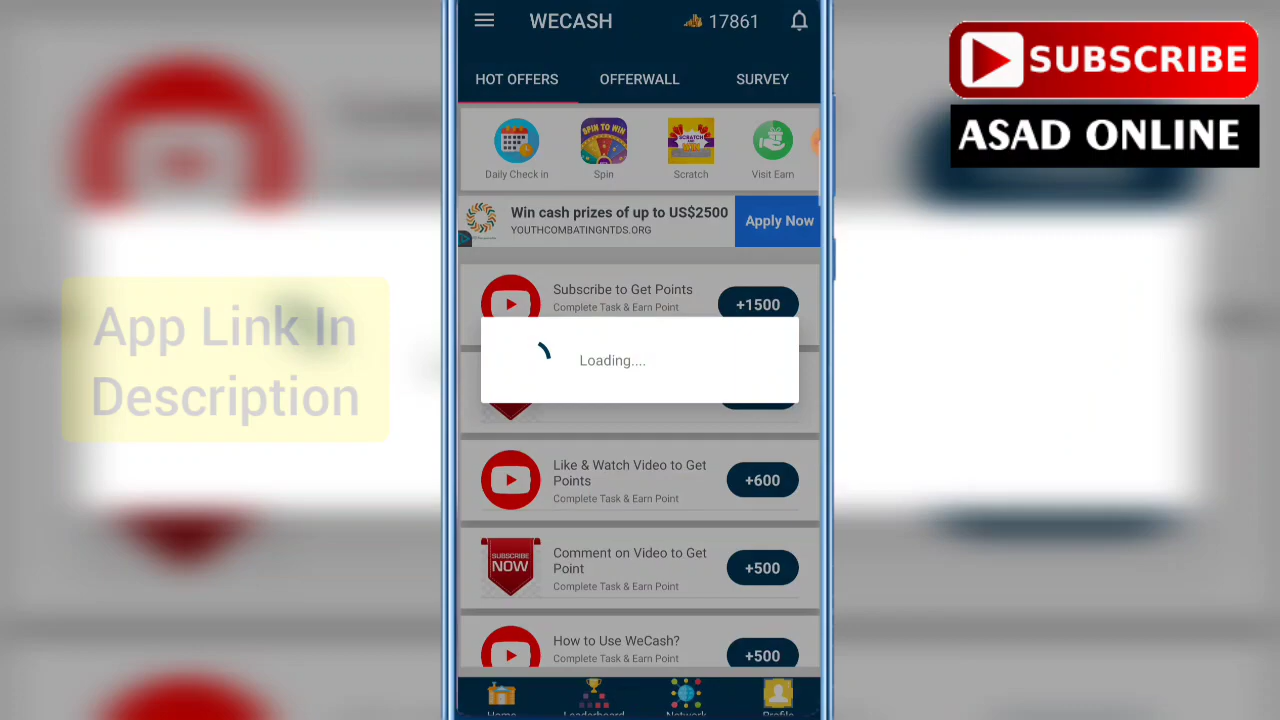 WECASH
17861
HOT OFFERS
OFFERWALL
SURVEY
SPIN TO WIN
SCRATCH
Daily Check in
Spin
Scratch
Visit Earn
Win cash prizes of up to US$2500
YOUTHCOMBATINGNTDS.ORG
Apply Now
Subscribe to Get Points
Complete Task & Earn Point
+1500
Loading....
Like & Watch Video to Get
Points
Complete Task & Earn Point
+600
SUBSCRIBE
NOW
Comment on Video to Get
Point
Complete Task & Earn Point
+500
How to Use WeCash?
Complete Task & Earn Point
+500
Home
Leaderboard
Network
Profile
App Link In
Description
SUBSCRIBE
ASAD ONLINE